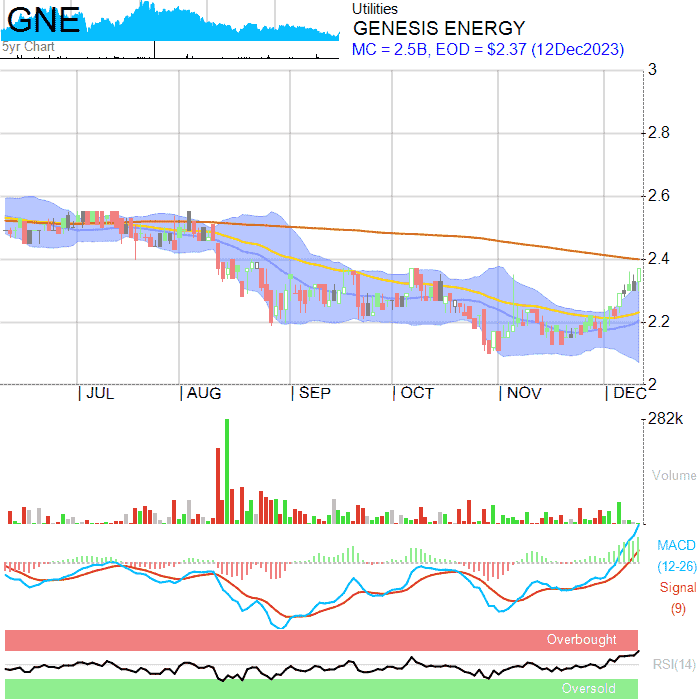 GNE
5yr Chart
Utilities
GENESIS ENERGY
MC = 2.5B, EOD = $2.37 (12Dec2023)
3
2.8
2.6
2.4
2.2
2
JUL AUG SEP OCT NOV DEC
282k
Volume
MACD
(12-26)
Signal
(9)
Overbought
RSI(14)
Oversold